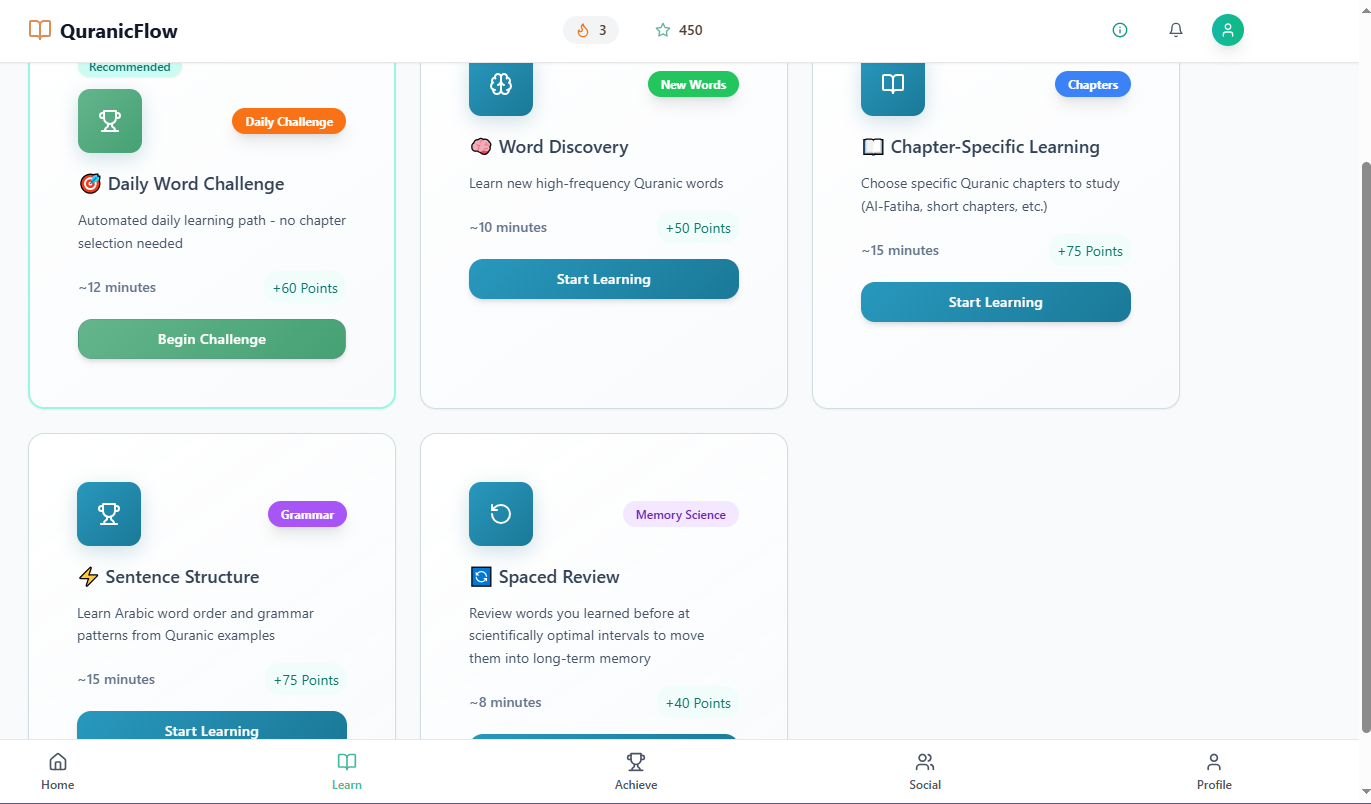 QuranicFlow
3
450
Recommended
Daily Challenge
Daily Word Challenge
Automated daily learning path - no chapter
selection needed
~12 minutes
+60 Points
Begin Challenge
New Words
Word Discovery
Learn new high-frequency Quranic words
~10 minutes
+50 Points
Start Learning
Chapters
Chapter-Specific Learning
Choose specific Quranic chapters to study
(Al-Fatiha, short chapters, etc.)
~15 minutes
+75 Points
Start Learning
Grammar
Sentence Structure
Learn Arabic word order and grammar
patterns from Quranic examples
~15 minutes
+75 Points
Start Learning
Memory Science
Spaced Review
Review words you learned before at
scientifically optimal intervals to move
them into long-term memory
~8 minutes
+40 Points
Home
Learn
Achieve
Social
Profile